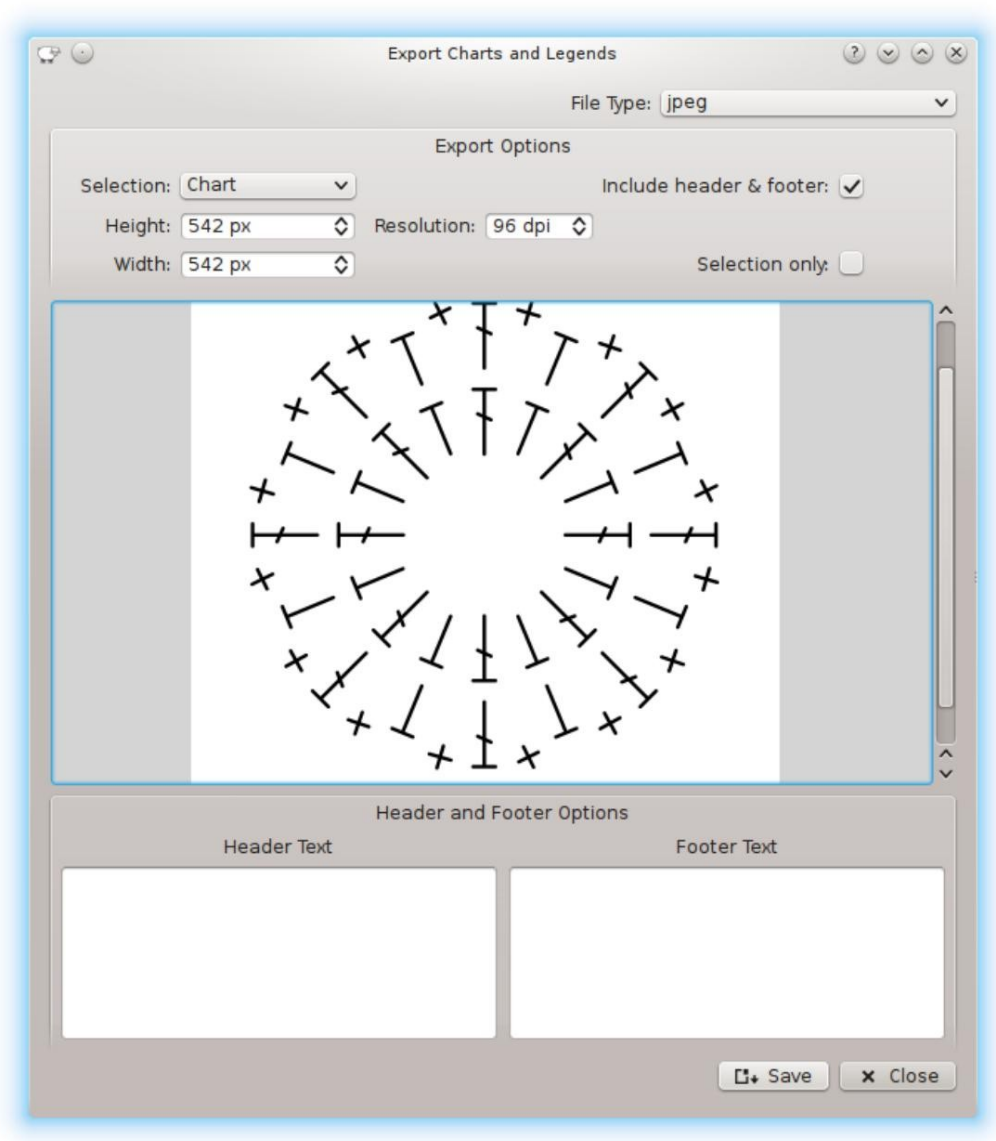 Export Charts and Legends
File Type: jpeg
Export Options
Selection: Chart Include header & footer:
Height: 542 px Resolution: 96 dpi
Width: 542 px Selection only:
Header and Footer Options
Header Text Footer Text
Save Close